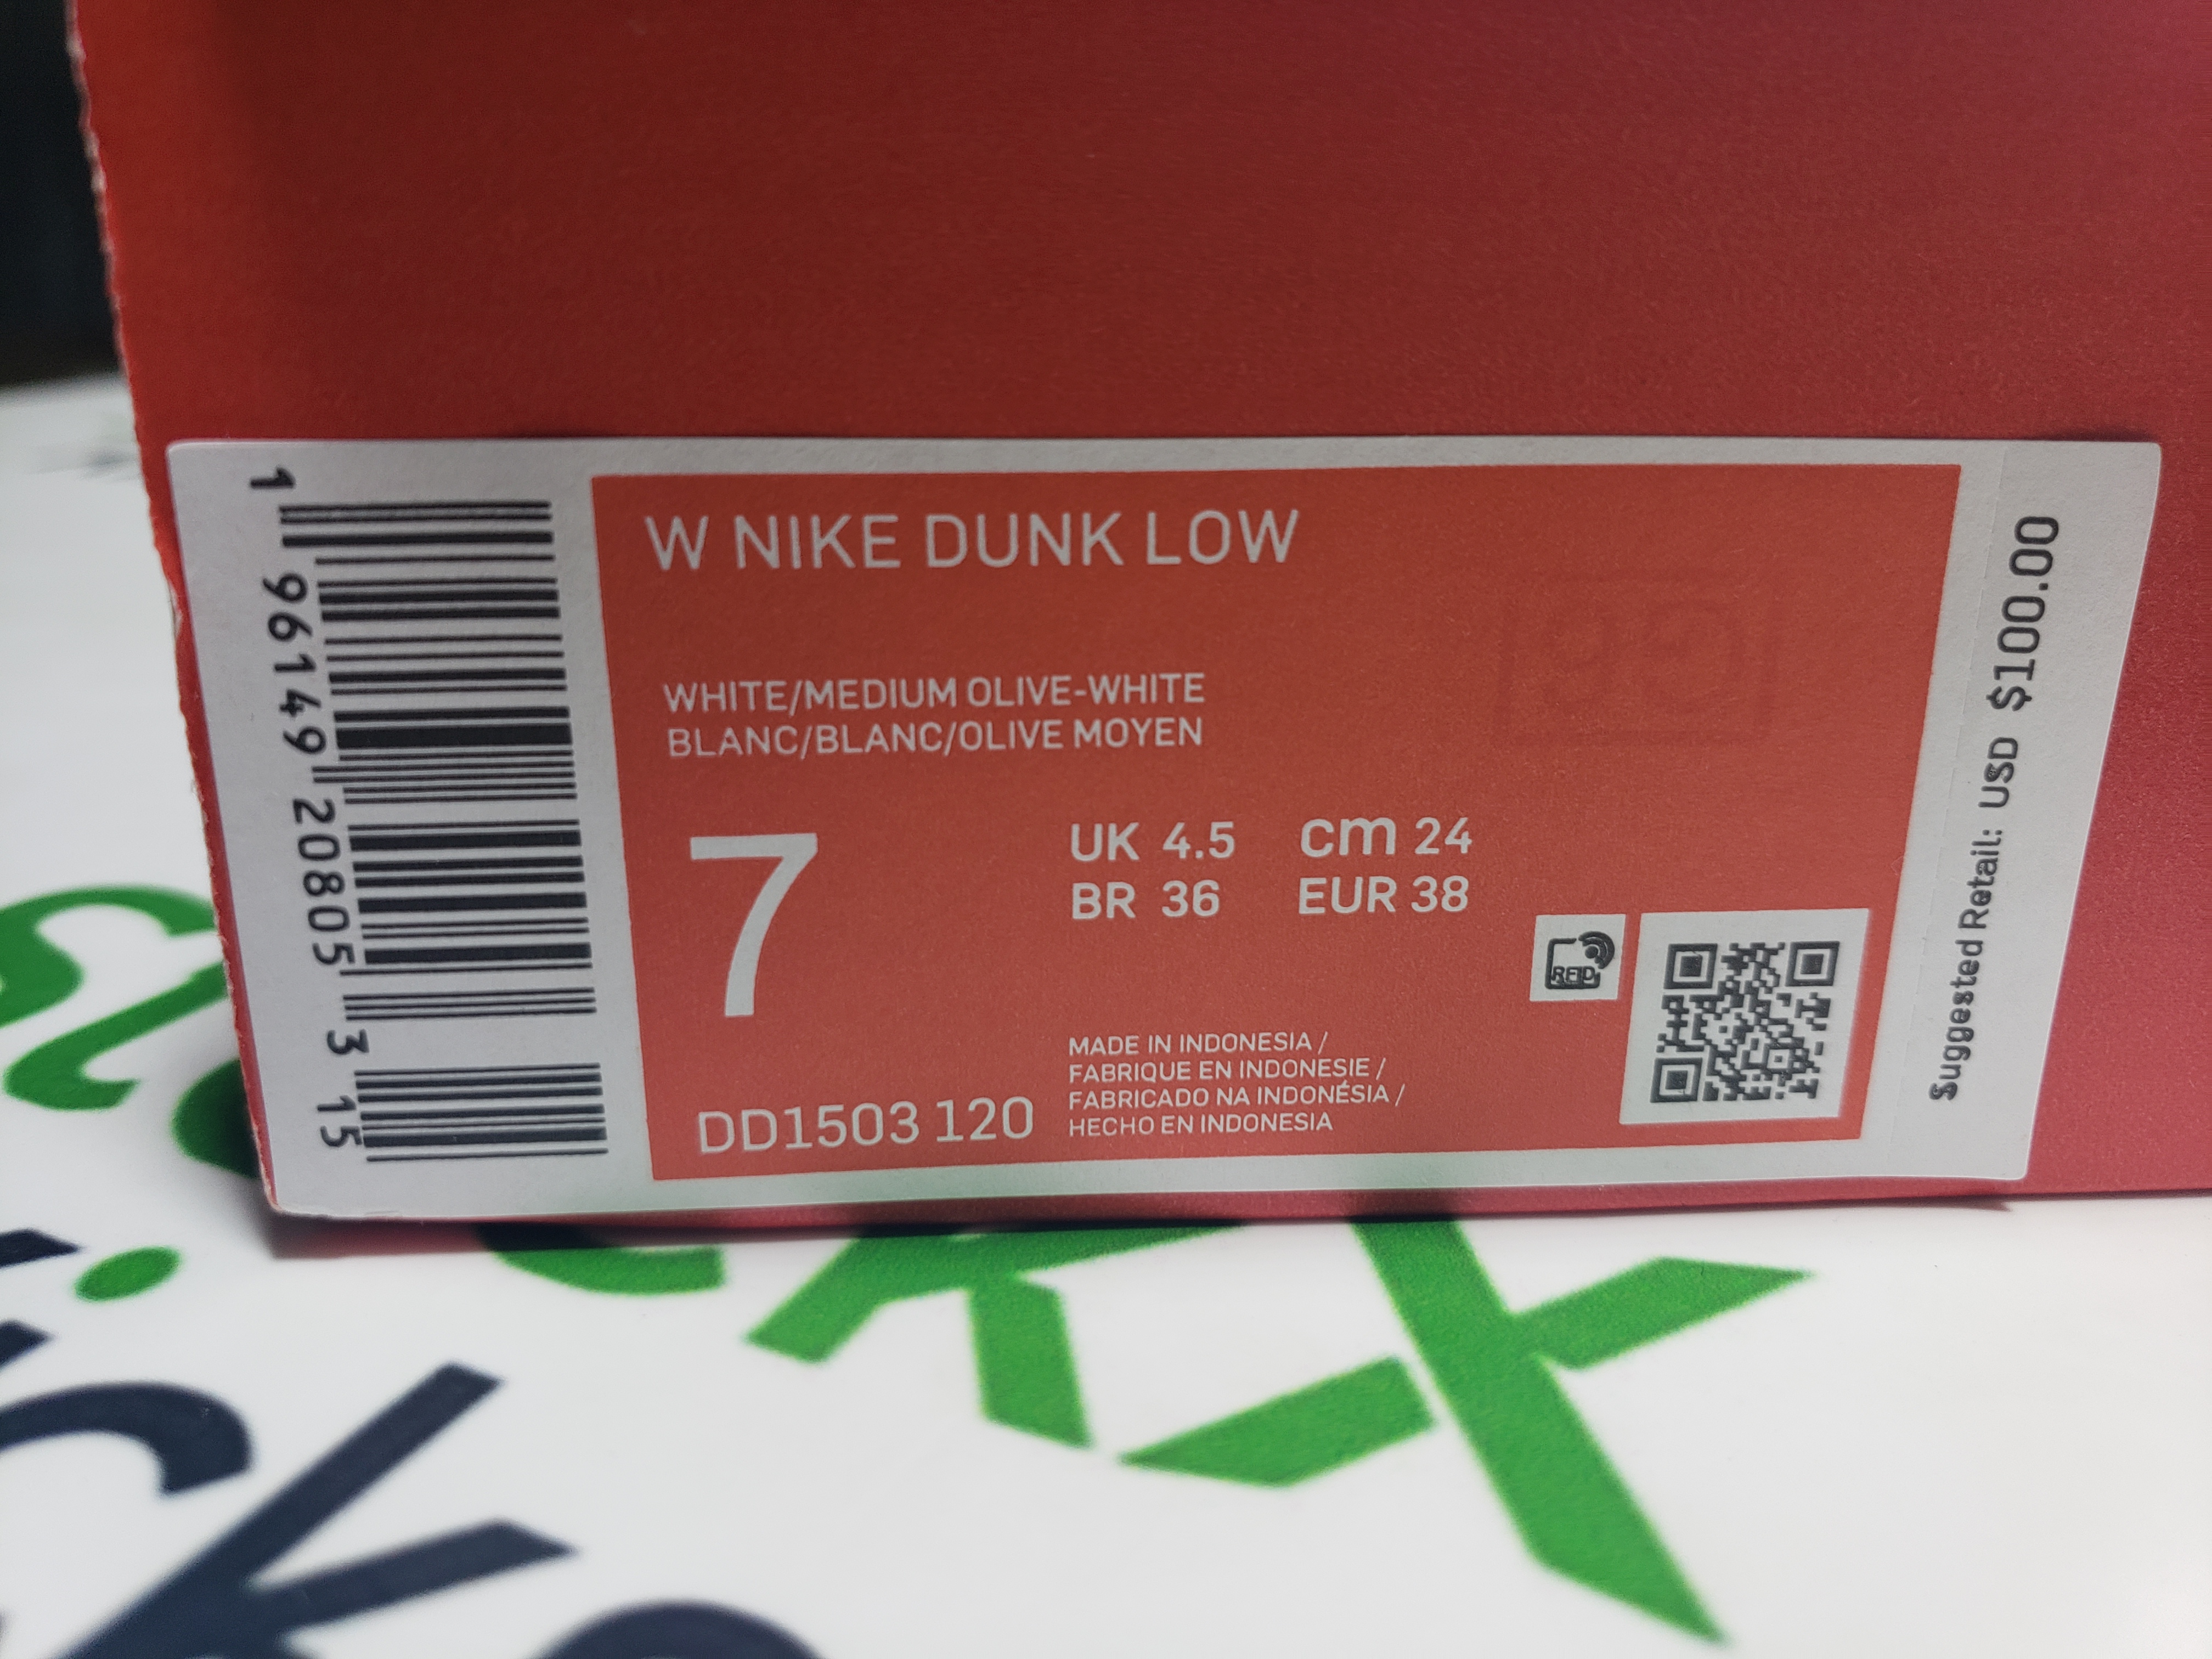 1 96149 20805 3 15
W NIKE DUNK LOW
WHITE/MEDIUM OLIVE-WHITE
BLANC/BLANC/OLIVE MOYEN
7
UK 4.5 cm 24
BR 36 EUR 38
RFID
DD1503 120
MADE IN INDONESIA /
FABRIQUE EN INDONESIE /
FABRICADO NA INDONÉSIA /
HECHO EN INDONESIA
Suggested Retail: USD $100.00